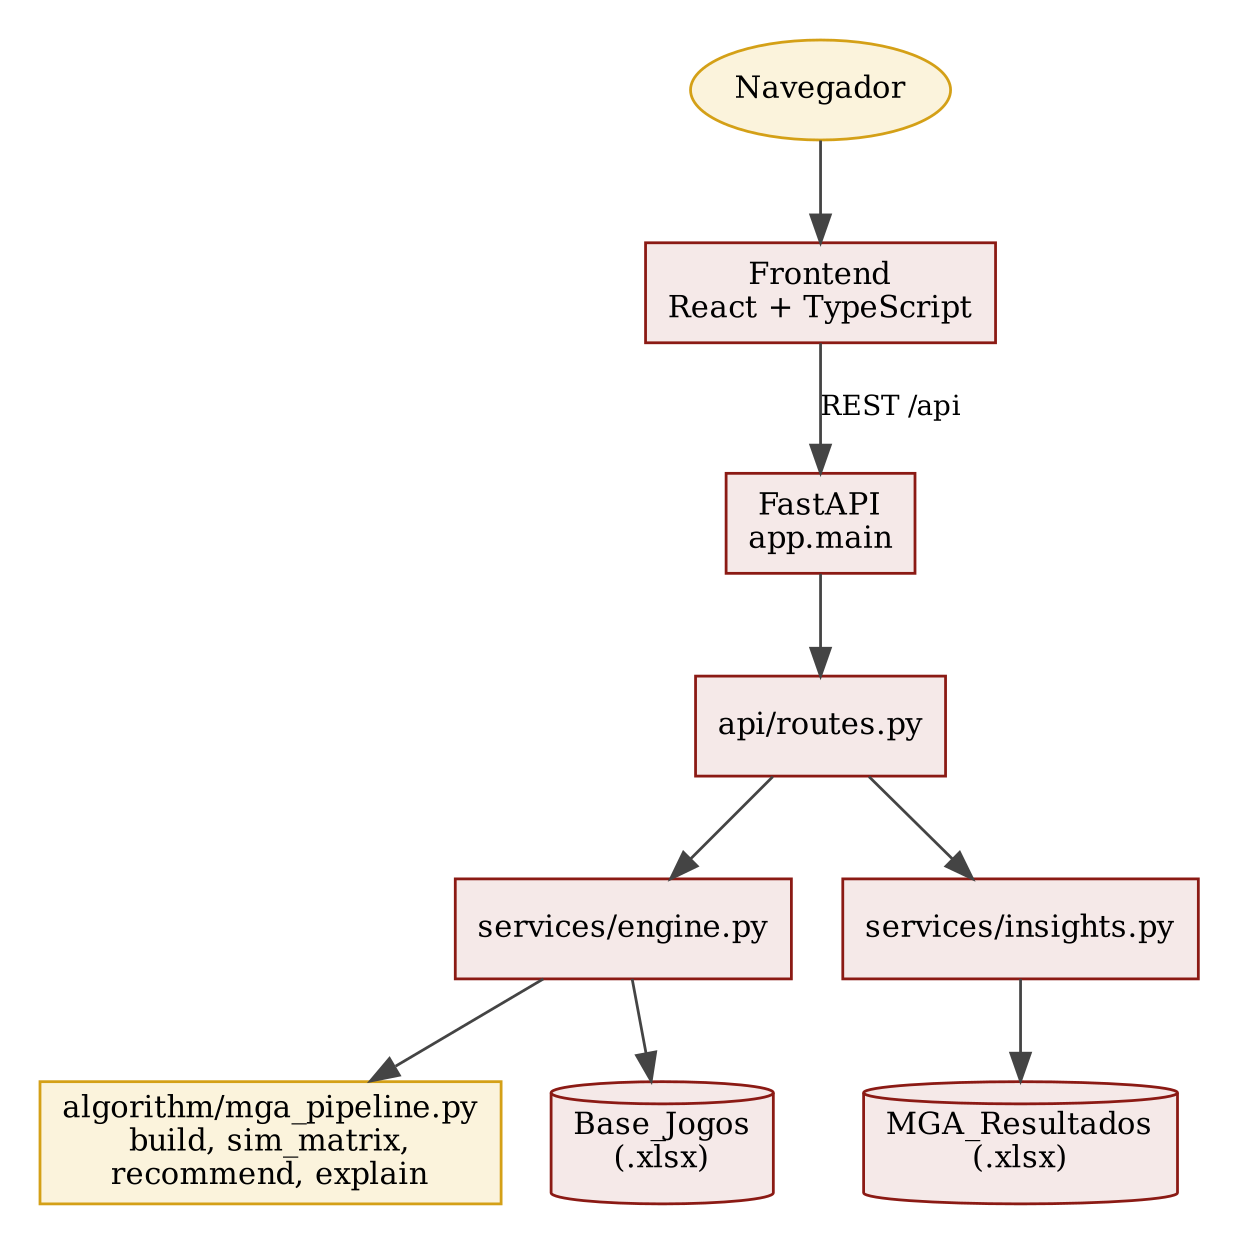 Navegador
Frontend
React + TypeScript
REST /api
FastAPI
app.main
api/routes.py
services/engine.py
services/insights.py
algorithm/mga_pipeline.py
build, sim_matrix,
recommend, explain
Base_Jogos
(.xlsx)
MGA_Resultados
(.xlsx)